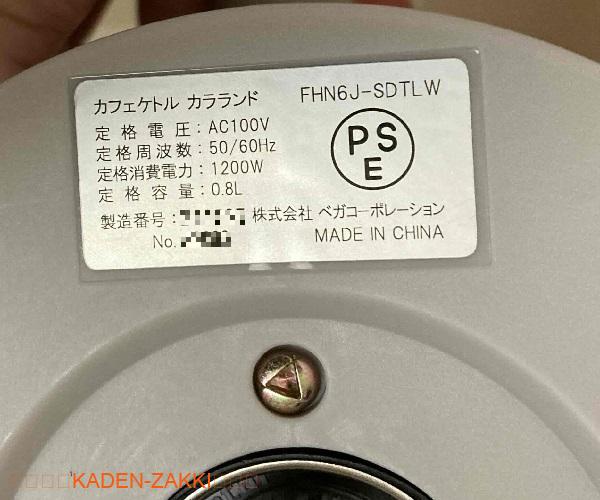 カフェケトル カラランド FHN6J-SDTLW
定格電圧：AC100V
定格周波数：50/60Hz
定格消費電力：1200W
定格容量：0.8L
PS
E
製造番号： 株式会社 ベガコーポレーション
No. MADE IN CHINA
KADEN-ZAKKI